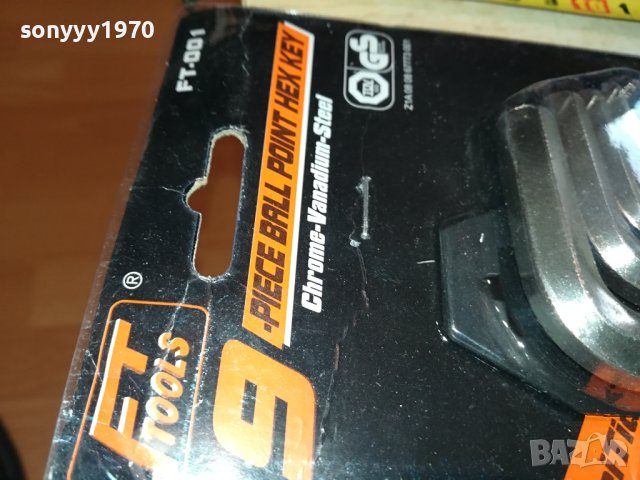 sonyyy1970
FT-001
9
-PIECE BALL POINT HEX KEY
Chrome-Vanadium-Steel
GS
FT
TOOLS
®
BAZAR